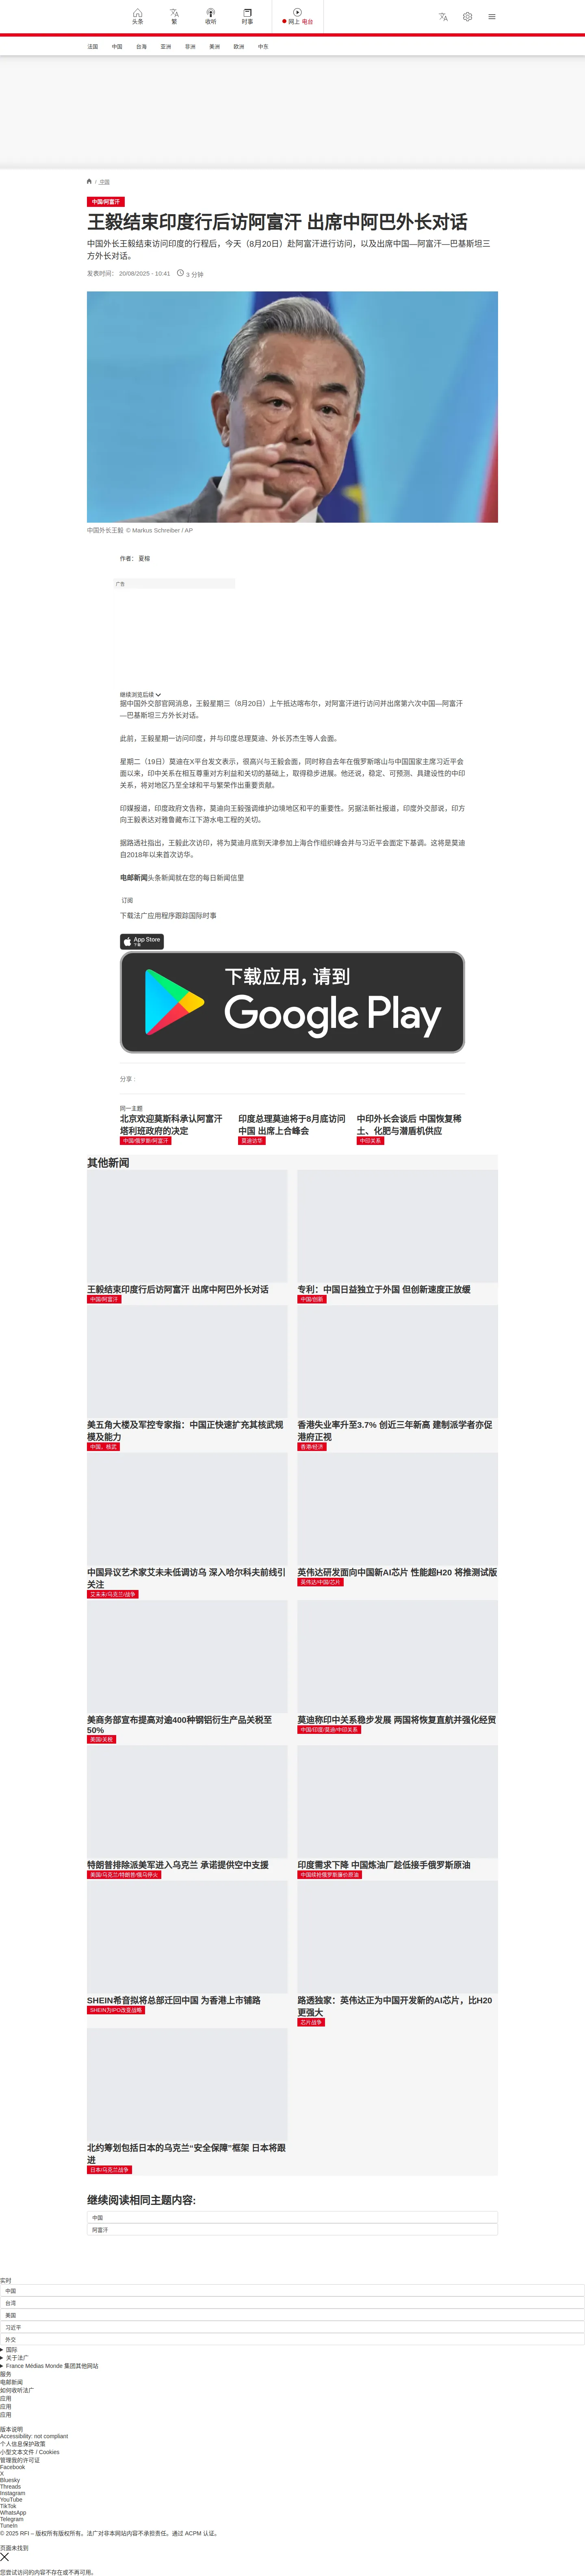 头条
繁
收听
时事
网上 电台
法国
中国
台海
亚洲
非洲
美洲
欧洲
中东
/ 中国
中国/阿富汗
王毅结束印度行后访阿富汗 出席中阿巴外长对话
中国外长王毅结束访问印度的行程后，今天（8月20日）赴阿富汗进行访问，以及出席中国—阿富汗—巴基斯坦三
方外长对话。
发表时间： 20/08/2025 - 10:41
3 分钟
中国外长王毅 © Markus Schreiber / AP
作者： 夏榕
广告
继续浏览后续
据中国外交部官网消息，王毅星期三（8月20日）上午抵达喀布尔，对阿富汗进行访问并出席第六次中国—阿富汗
—巴基斯坦三方外长对话。
此前，王毅星期一访问印度，并与印度总理莫迪、外长苏杰生等人会面。
星期二（19日）莫迪在X平台发文表示，很高兴与王毅会面，同时称自去年在俄罗斯喀山与中国国家主席习近平会
面以来，印中关系在相互尊重对方利益和关切的基础上，取得稳步进展。他还说，稳定、可预测、具建设性的中印
关系，将对地区乃至全球和平与繁荣作出重要贡献。
印媒报道，印度政府文告称，莫迪向王毅强调维护边境地区和平的重要性。另据法新社报道，印度外交部说，印方
向王毅表达对雅鲁藏布江下游水电工程的关切。
据路透社指出，王毅此次访印，将为莫迪月底到天津参加上海合作组织峰会并与习近平会面定下基调。这将是莫迪
自2018年以来首次访华。
电邮新闻头条新闻就在您的每日新闻信里
订阅
下载法广应用程序跟踪国际时事
App Store
下载
下载应用，请到
Google Play
分享 :
同一主题
北京欢迎莫斯科承认阿富汗
塔利班政府的决定
中国/俄罗斯/阿富汗
印度总理莫迪将于8月底访问
中国 出席上合峰会
莫迪访华
中印外长会谈后 中国恢复稀
土、化肥与潜盾机供应
中印关系
其他新闻
王毅结束印度行后访阿富汗 出席中阿巴外长对话
中国/阿富汗
专利：中国日益独立于外国 但创新速度正放缓
中国/创新
美五角大楼及军控专家指：中国正快速扩充其核武规
模及能力
中国，核武
香港失业率升至3.7% 创近三年新高 建制派学者亦促
港府正视
香港/经济
中国异议艺术家艾未未低调访乌 深入哈尔科夫前线引
关注
艾未未/乌克兰/战争
英伟达研发面向中国新AI芯片 性能超H20 将推测试版
英伟达/中国/芯片
美商务部宣布提高对逾400种钢铝衍生产品关税至
50%
美国/关税
莫迪称印中关系稳步发展 两国将恢复直航并强化经贸
中国/印度/莫迪/中印关系
特朗普排除派美军进入乌克兰 承诺提供空中支援
美国/乌克兰/特朗普/俄乌停火
印度需求下降 中国炼油厂趁低接手俄罗斯原油
中国续抢俄罗斯廉价原油
SHEIN希音拟将总部迁回中国 为香港上市铺路
SHEIN为IPO改变战略
路透独家：英伟达正为中国开发新的AI芯片，比H20
更强大
芯片战争
北约筹划包括日本的乌克兰“安全保障”框架 日本将跟
进
日本/乌克兰战争
继续阅读相同主题内容:
中国
阿富汗
实时
中国
台湾
美国
习近平
外交
国际
关于法广
France Médias Monde 集团其他网站
服务
电邮新闻
如何收听法广
应用
应用
应用
版本说明
Accessibility: not compliant
个人信息保护政策
小型文本文件 / Cookies
管理我的许可证
Facebook
X
Bluesky
Threads
Instagram
YouTube
TikTok
WhatsApp
Telegram
TuneIn
© 2025 RFI – 版权所有版权所有。法广对非本网站内容不承担责任。通过 ACPM 认证。
页面未找到
您尝试访问的内容不存在或不再可用。